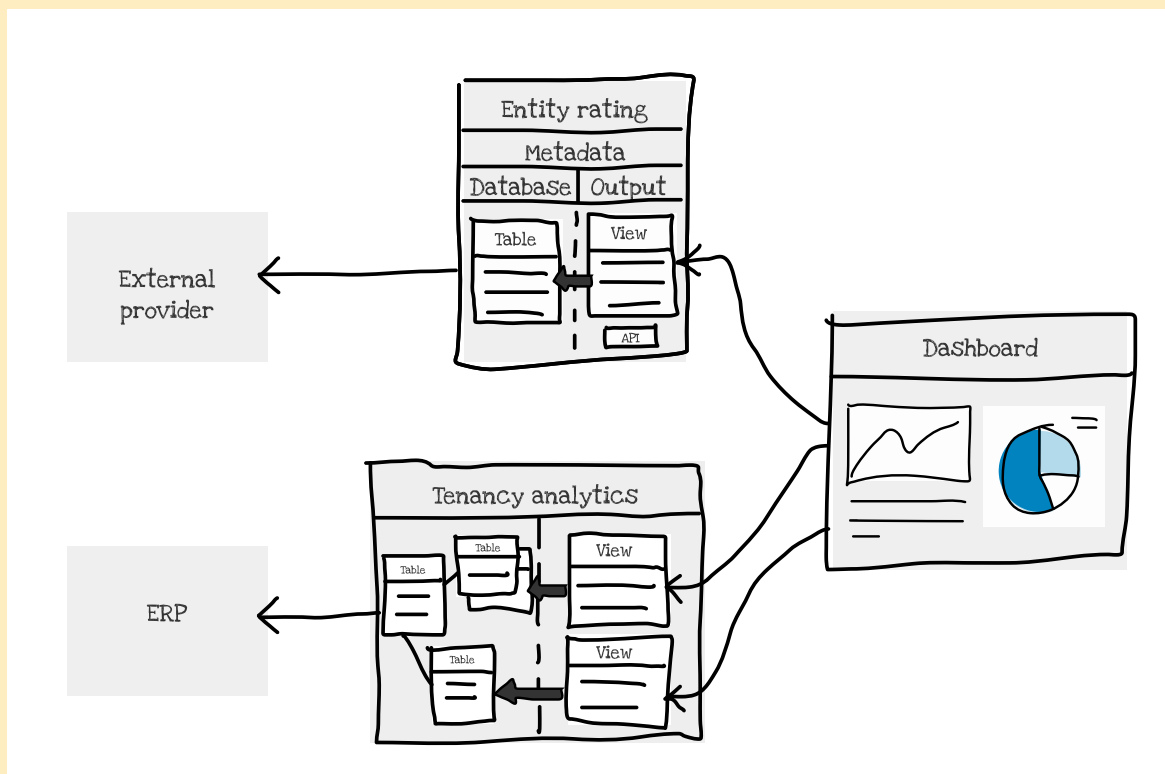 Entity rating
Metadata
Database Output
Table
View
API
External
provider
Dashboard
Tenancy analytics
Table
Table
View
Table
View
ERP